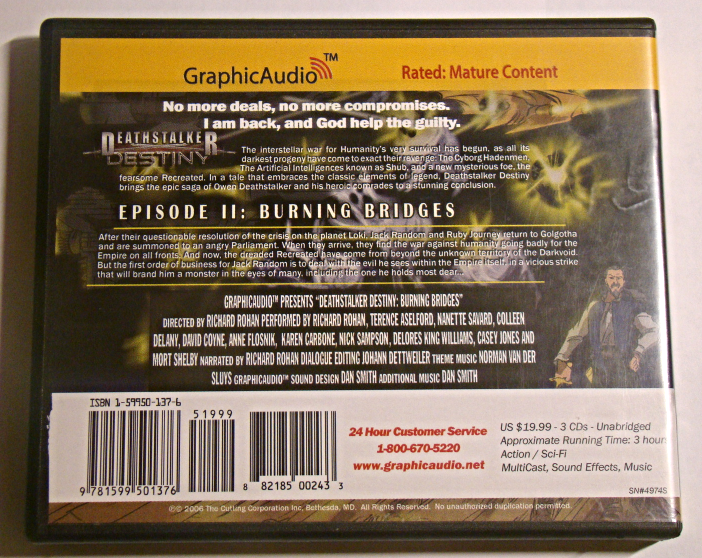 GraphicAudio™
Rated: Mature Content
No more deals, no more compromises.
I am back, and God help the guilty.
DEATHSTALKER
DESTINY
The interstellar war for Humanity's very survival has begun, as all its
darkest progeny have come to exact their revenge: The Cyborg Hadenmen,
The Artificial Intelligences known as Shub, and a new mysterious foe, the
fearsome Recreated. In a tale that embraces the classic elements of legend, Deathstalker Destiny
brings the epic saga of Owen Deathstalker and his heroic comrades to a stunning conclusion.
EPISODE II: BURNING BRIDGES
After their questionable resolution of the crisis on the planet Loki, Jack Random and Ruby Journey return to Golgotha
and are summoned to an angry Parliament. When they arrive, they find the war against humanity going badly for the
Empire on all fronts. And now, the dreaded Recreated have come from beyond the unknown territory of the Darkvoid.
But the first order of business for Jack Random is to deal with the evil he sees within the Empire itself, in a vicious strike
that will brand him a monster in the eyes of many, including the one he holds most dear...
GRAPHICAUDIO™ PRESENTS "DEATHSTALKER DESTINY: BURNING BRIDGES"
DIRECTED BY RICHARD ROHAN PERFORMED BY RICHARD ROHAN, TERENCE ASELFORD, NANETTE SAVARD, COLLEEN
DELANY, DAVID COYNE, ANNE FLOSNIK, KAREN CARBONE, NICK SAMPSON, DELORES KING WILLIAMS, CASEY JONES AND
MORT SHELBY NARRATED BY RICHARD ROHAN DIALOGUE EDITING JOHANN DETTWEILER THEME MUSIC NORMAN VAN DER
SLUYS GRAPHICAUDIO™ SOUND DESIGN DAN SMITH ADDITIONAL MUSIC DAN SMITH
ISBN 1-59950-137-6
51999
9 781599 501376
8 82185 00243 3
24 Hour Customer Service
1-800-670-5220
www.graphicaudio.net
US $19.99 - 3 CDs - Unabridged
Approximate Running Time: 3 hour
Action / Sci-Fi
MultiCast, Sound Effects, Music
SN#4974S
©℗ 2006 The Cutting Corporation Inc, Bethesda, MD. All Rights Reserved. No unauthorized duplication permitted.